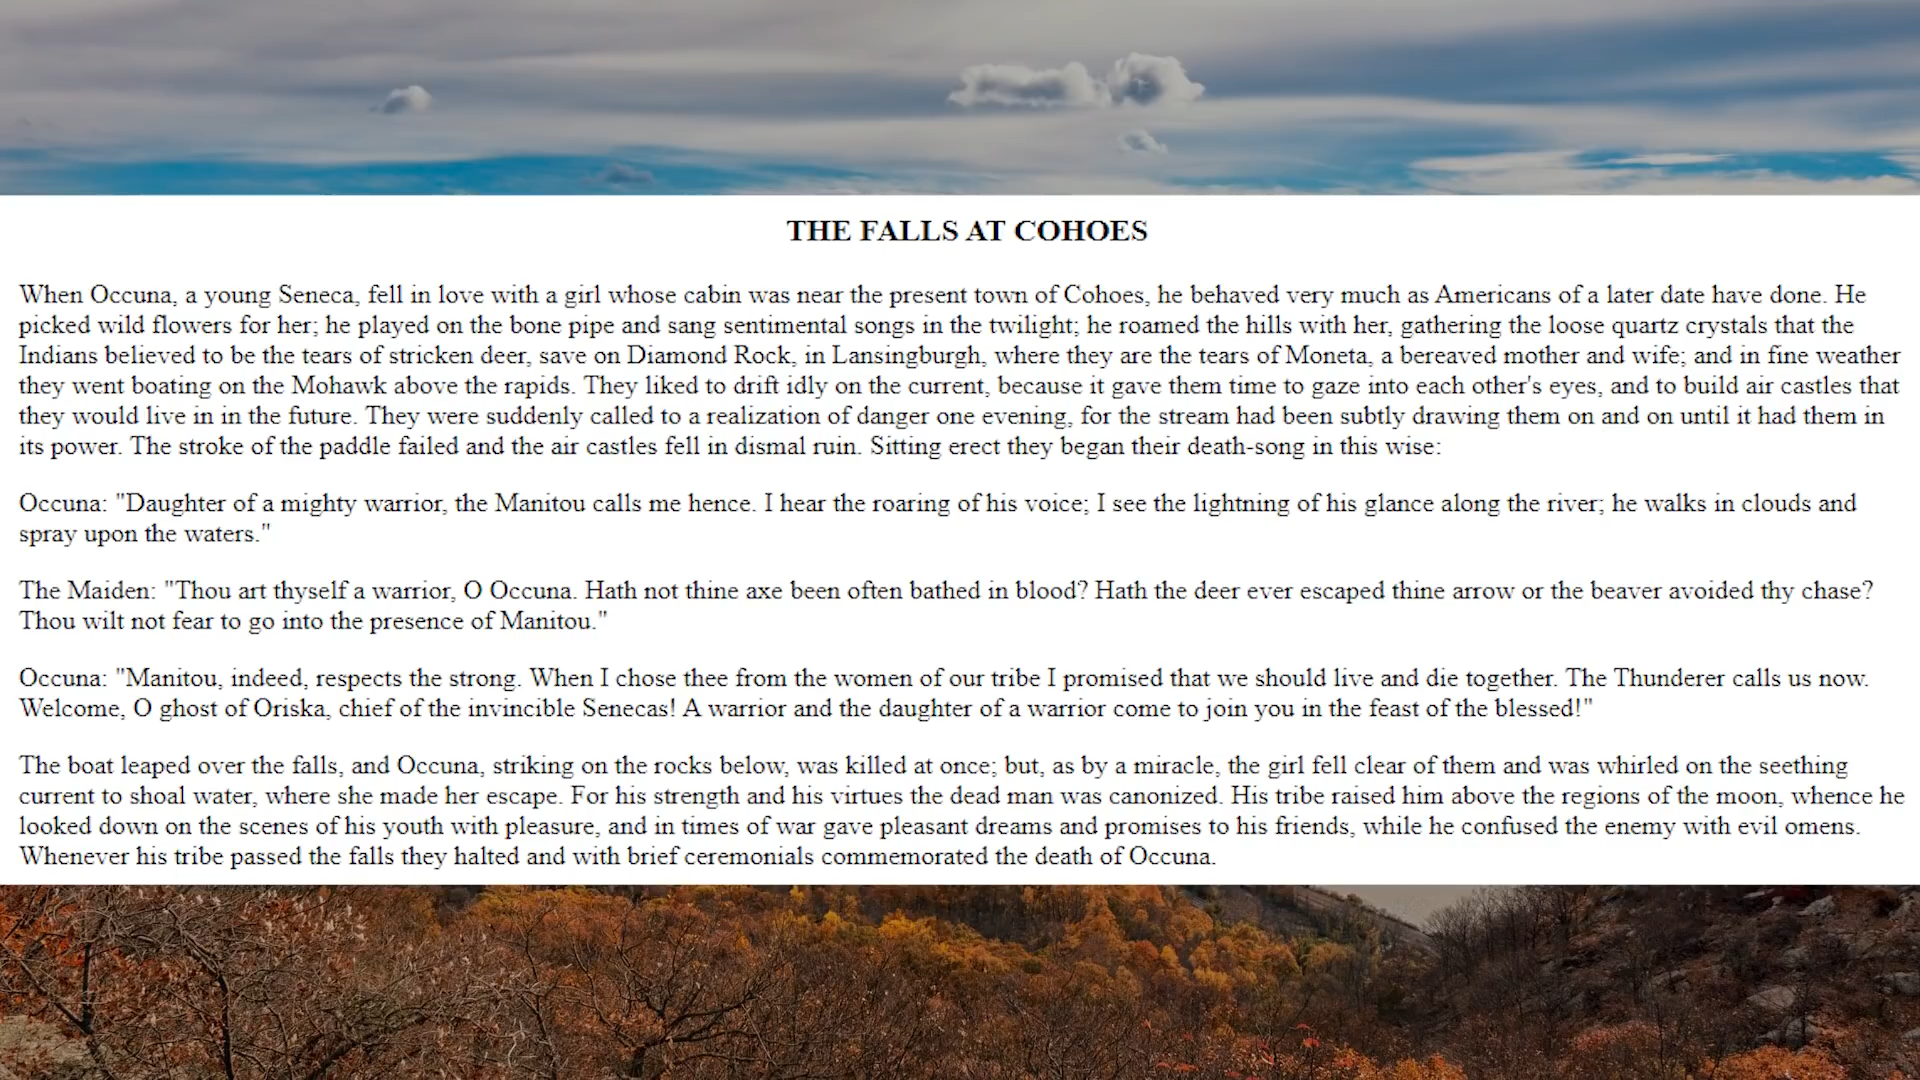 THE FALLS AT COHOES
When Occuna, a young Seneca, fell in love with a girl whose cabin was near the present town of Cohoes, he behaved very much as Americans of a later date have done. He
picked wild flowers for her; he played on the bone pipe and sang sentimental songs in the twilight; he roamed the hills with her, gathering the loose quartz crystals that the
Indians believed to be the tears of stricken deer, save on Diamond Rock, in Lansingburgh, where they are the tears of Moneta, a bereaved mother and wife; and in fine weather
they went boating on the Mohawk above the rapids. They liked to drift idly on the current, because it gave them time to gaze into each other's eyes, and to build air castles that
they would live in in the future. They were suddenly called to a realization of danger one evening, for the stream had been subtly drawing them on and on until it had them in
its power. The stroke of the paddle failed and the air castles fell in dismal ruin. Sitting erect they began their death-song in this wise:
Occuna: "Daughter of a mighty warrior, the Manitou calls me hence. I hear the roaring of his voice; I see the lightning of his glance along the river; he walks in clouds and
spray upon the waters."
The Maiden: "Thou art thyself a warrior, O Occuna. Hath not thine axe been often bathed in blood? Hath the deer ever escaped thine arrow or the beaver avoided thy chase?
Thou wilt not fear to go into the presence of Manitou."
Occuna: "Manitou, indeed, respects the strong. When I chose thee from the women of our tribe I promised that we should live and die together. The Thunderer calls us now.
Welcome, O ghost of Oriska, chief of the invincible Senecas! A warrior and the daughter of a warrior come to join you in the feast of the blessed!"
The boat leaped over the falls, and Occuna, striking on the rocks below, was killed at once; but, as by a miracle, the girl fell clear of them and was whirled on the seething
current to shoal water, where she made her escape. For his strength and his virtues the dead man was canonized. His tribe raised him above the regions of the moon, whence he
looked down on the scenes of his youth with pleasure, and in times of war gave pleasant dreams and promises to his friends, while he confused the enemy with evil omens.
Whenever his tribe passed the falls they halted and with brief ceremonials commemorated the death of Occuna.